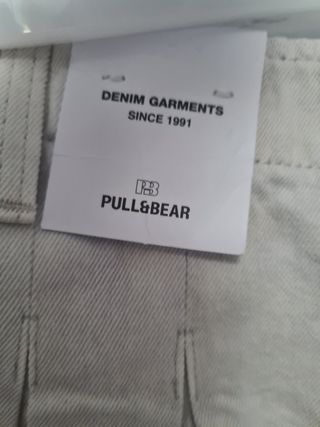 DENIM GARMENTS
SINCE 1991
PB
PULL&BEAR